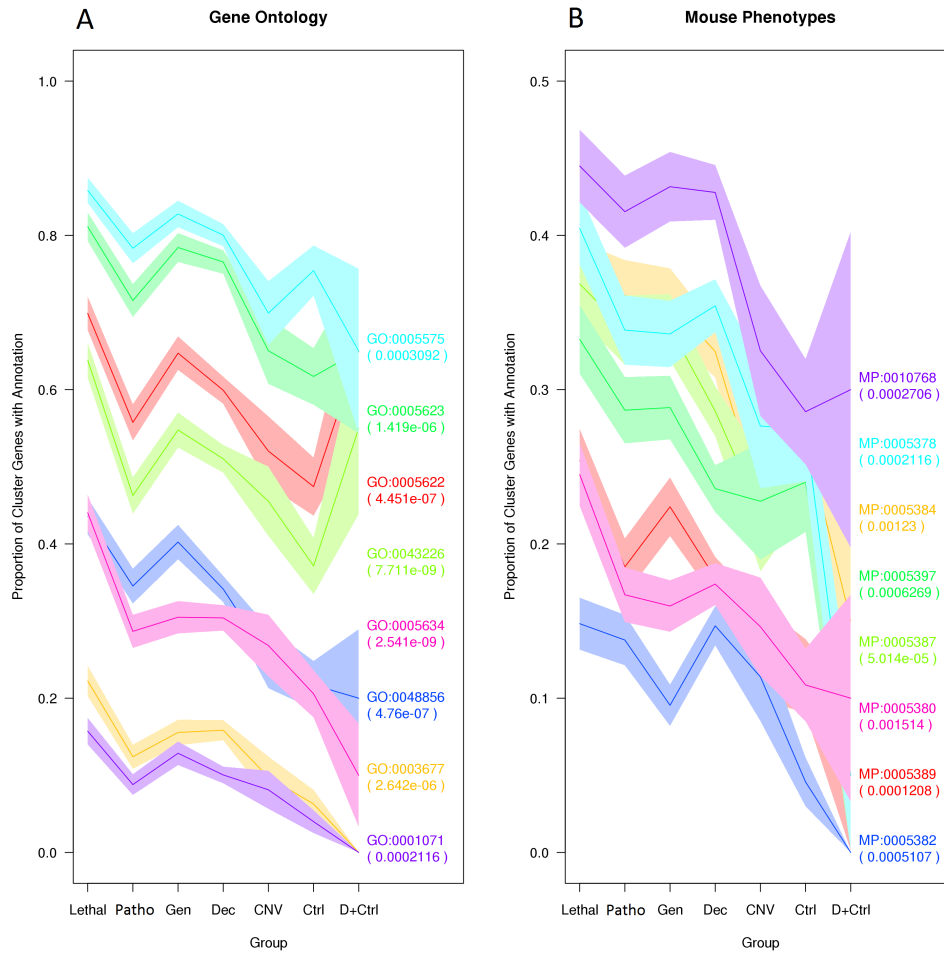 A
Gene Ontology
Proportion of Cluster Genes with Annotation
1.0
0.8
0.6
0.4
0.2
0.0
GO:0005575
( 0.0003092 )
GO:0005623
( 1.419e-06 )
GO:0005622
( 4.451e-07 )
GO:0043226
( 7.711e-09 )
GO:0005634
( 2.541e-09 )
GO:0048856
( 4.76e-07 )
GO:0003677
( 2.642e-06 )
GO:0001071
( 0.0002116 )
Lethal Patho Gen Dec CNV Ctrl D+Ctrl
Group
B
Mouse Phenotypes
Proportion of Cluster Genes with Annotation
0.5
0.4
0.3
0.2
0.1
0.0
MP:0010768
( 0.0002706 )
MP:0005378
( 0.0002116 )
MP:0005384
( 0.00123 )
MP:0005397
( 0.0006269 )
MP:0005387
( 5.014e-05 )
MP:0005380
( 0.001514 )
MP:0005389
( 0.0001208 )
MP:0005382
( 0.0005107 )
Lethal Patho Gen Dec CNV Ctrl D+Ctrl
Group